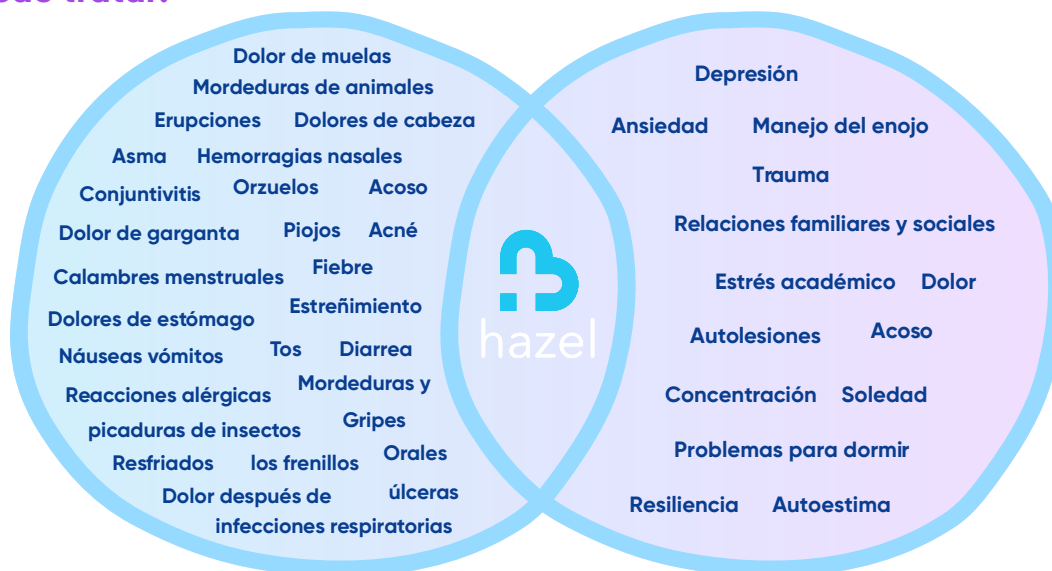 tratar.
Dolor de muelas
Mordeduras de animales
Erupciones Dolores de cabeza
Asma Hemorragias nasales
Conjuntivitis Orzuelos Acoso
Dolor de garganta Piojos Acné
Calambres menstruales Fiebre
Dolores de estómago Estreñimiento
Náuseas vómitos Tos Diarrea
Reacciones alérgicas Mordeduras y
picaduras de insectos Gripes
Resfriados los frenillos Orales
Dolor después de úlceras
infecciones respiratorias
hazel
Depresión
Ansiedad Manejo del enojo
Trauma
Relaciones familiares y sociales
Estrés académico Dolor
Autolesiones Acoso
Concentración Soledad
Problemas para dormir
Resiliencia Autoestima